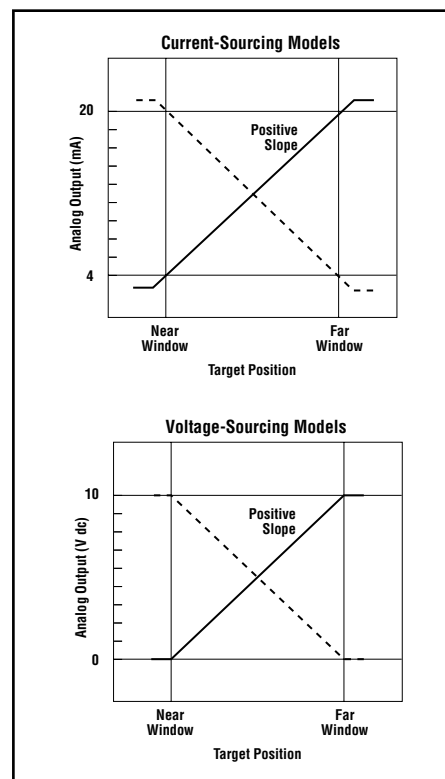 Current-Sourcing Models
20
Positive
Slope
Analog Output (mA)
4
Near
Window
Far
Window
Target Position
Voltage-Sourcing Models
10
Positive
Slope
Analog Output (V dc)
0
Near
Window
Far
Window
Target Position